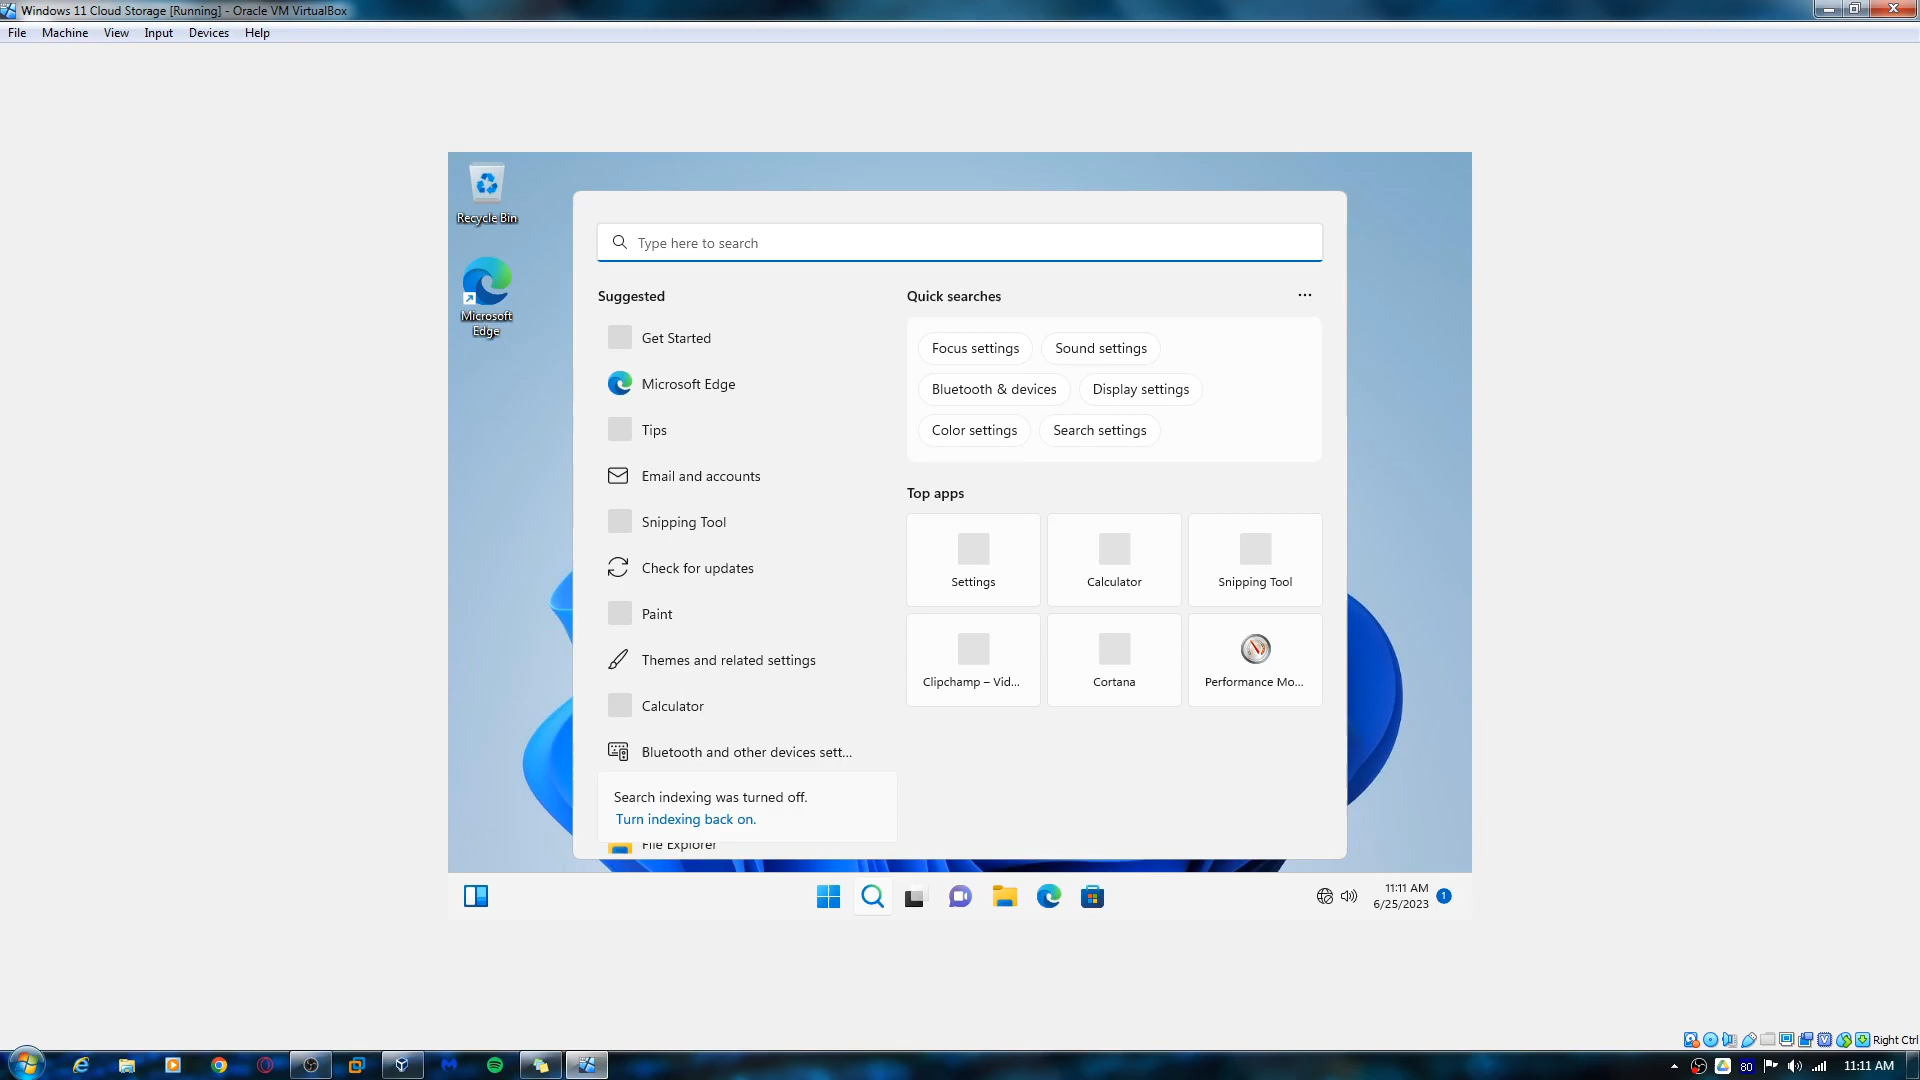 Windows 11 Cloud Storage [Running] - Oracle VM VirtualBox
File Machine View Input Devices Help
Recycle Bin
Microsoft
Edge
Type here to search
Suggested
Get Started
Microsoft Edge
Tips
Email and accounts
Snipping Tool
Check for updates
Paint
Themes and related settings
Calculator
Bluetooth and other devices sett...
Search indexing was turned off.
Turn indexing back on.
File Explorer
Quick searches
Focus settings
Sound settings
Bluetooth & devices
Display settings
Color settings
Search settings
Top apps
Settings
Calculator
Snipping Tool
Clipchamp – Vid...
Cortana
Performance Mo...
11:11 AM
6/25/2023
1
Right Ctrl
80
11:11 AM